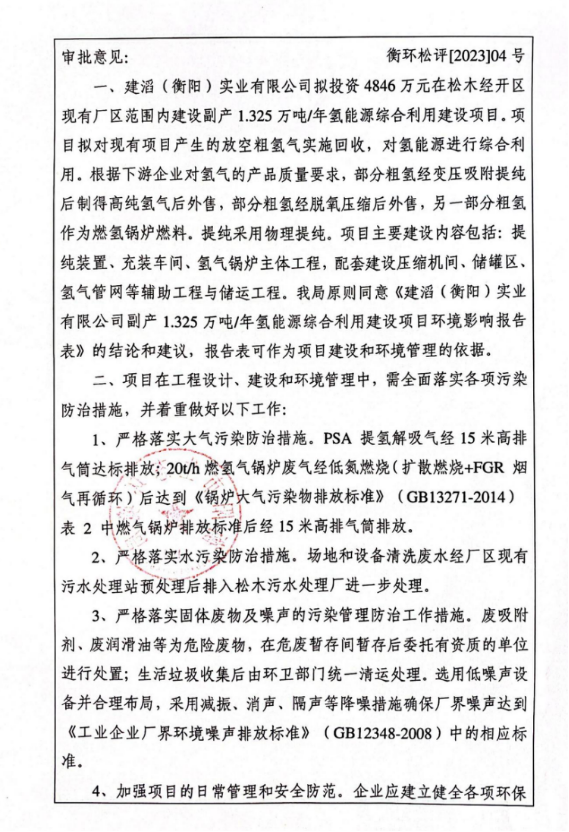 审批意见： 衡环松评[2023]04 号
一、建滔（衡阳）实业有限公司拟投资 4846 万元在松木经开区
现有厂区范围内建设副产 1.325 万吨/年氢能源综合利用建设项目。项
目拟对现有项目产生的放空粗氢气实施回收，对氢能源进行综合利
用。根据下游企业对氢气的产品质量要求，部分粗氢经变压吸附提纯
后制得高纯氢气后外售，部分粗氢经脱氧压缩后外售，另一部分粗氢
作为燃氢锅炉燃料。提纯采用物理提纯。项目主要建设内容包括：提
纯装置、充装车间、氢气锅炉主体工程，配套建设压缩机间、储罐区、
氢气管网等辅助工程与储运工程。我局原则同意《建滔（衡阳）实业
有限公司副产 1.325 万吨/年氢能源综合利用建设项目环境影响报告
表》的结论和建议，报告表可作为项目建设和环境管理的依据。
二、项目在工程设计、建设和环境管理中，需全面落实各项污染
防治措施，并着重做好以下工作：
1、严格落实大气污染防治措施。PSA 提氢解吸气经 15 米高排
气筒达标排放；20t/h 燃氢气锅炉废气经低氮燃烧（扩散燃烧+FGR 烟
气再循环）后达到《锅炉大气污染物排放标准》（GB13271-2014）
表 2 中燃气锅炉排放标准后经 15 米高排气筒排放。
2、严格落实水污染防治措施。场地和设备清洗废水经厂区现有
污水处理站预处理后排入松木污水处理厂进一步处理。
3、严格落实固体废物及噪声的污染管理防治工作措施。废吸附
剂、废润滑油等为危险废物，在危废暂存间暂存后委托有资质的单位
进行处置；生活垃圾收集后由环卫部门统一清运处理。选用低噪声设
备并合理布局，采用减振、消声、隔声等降噪措施确保厂界噪声达到
《工业企业厂界环境噪声排放标准》（GB12348-2008）中的相应标
准。
4、加强项目的日常管理和安全防范。企业应建立健全各项环保